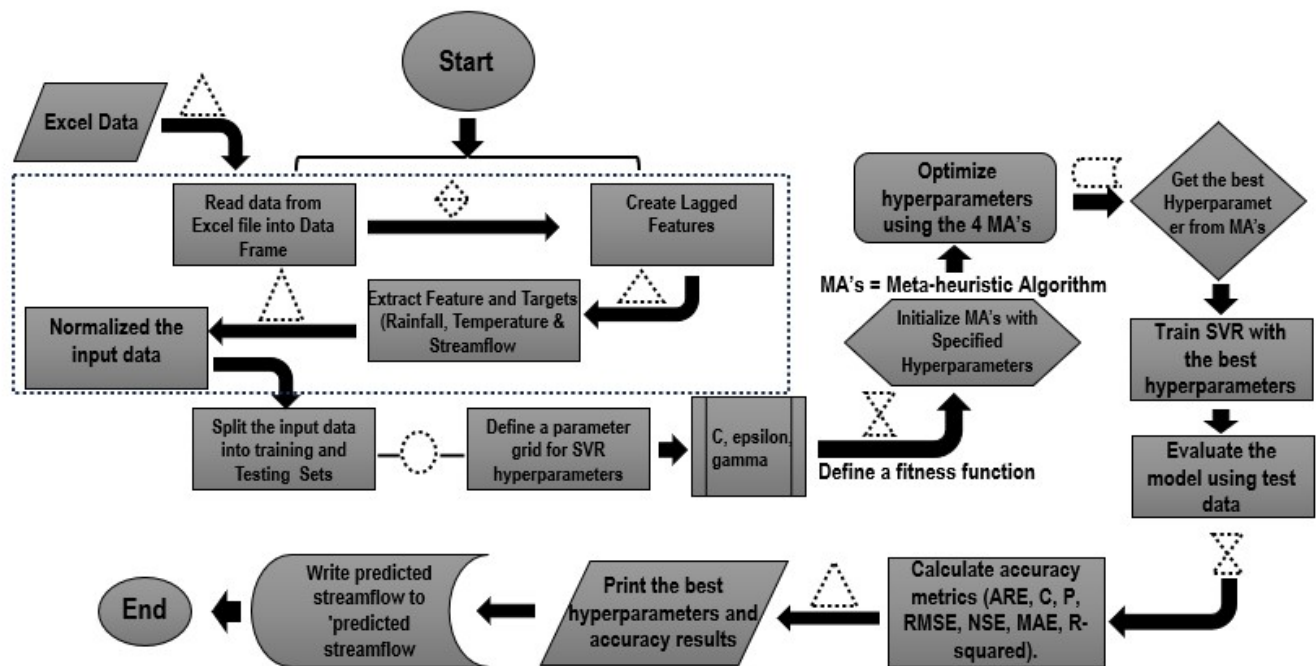 Start
Excel Data
Read data from
Excel file into Data
Frame
Create Lagged
Features
Extract Feature and Targets
(Rainfall, Temperature &
Streamflow
Normalized the
input data
Split the input data
into training and
Testing Sets
Define a parameter
grid for SVR
hyperparameters
C, epsilon,
gamma
Define a fitness function
Initialize MA's with
Specified
Hyperparameters
MA's = Meta-heuristic Algorithm
Optimize
hyperparameters
using the 4 MA's
Get the best
Hyperparamet
er from MA's
Train SVR with
the best
hyperparameters
Evaluate the
model using test
data
Calculate accuracy
metrics (ARE, C, P,
RMSE, NSE, MAE, R-
squared).
Print the best
hyperparameters and
accuracy results
Write predicted
streamflow to
'predicted
streamflow
End